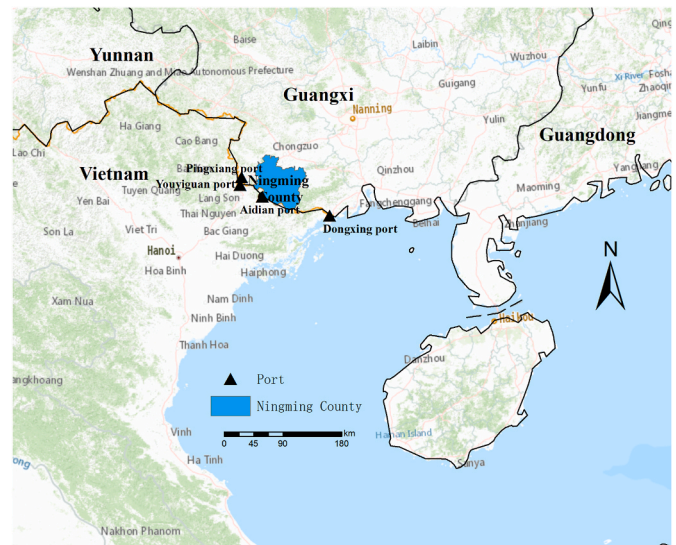 Baise
Laibin
Wuzhou
Yunnan
Wenshan Zhuang and Miao Autonomous Prefecture
Xi River
Guigang
Yunfu
Guangxi
Nanning
Yulin
Ha Giang
Guangdong
Cao Bang
Chongzuo
Lao Chi
Pingxiang port
Qinzhou
Vietnam
Ningming
County
Youyiguan port
Tuyen Quang
Maoming
Yen Bai
Lang Son
Fangchenggang
Aidian port
Thai Nguyen
Beihai
Zhanjiang
Dongxing port
Viet Tri
Bac Giang
Son La
Hanoi
Hai Duong
Hoa Binh
Haiphong
N
Xam Nua
Nam Dinh
Ninh Binh
Haikou
Thanh Hoa
Danzhou
Port
Ningming County
Hainan Island
km
0 45 90 180
Vinh
Ha Tinh
Sanya
Nakhon Phanom